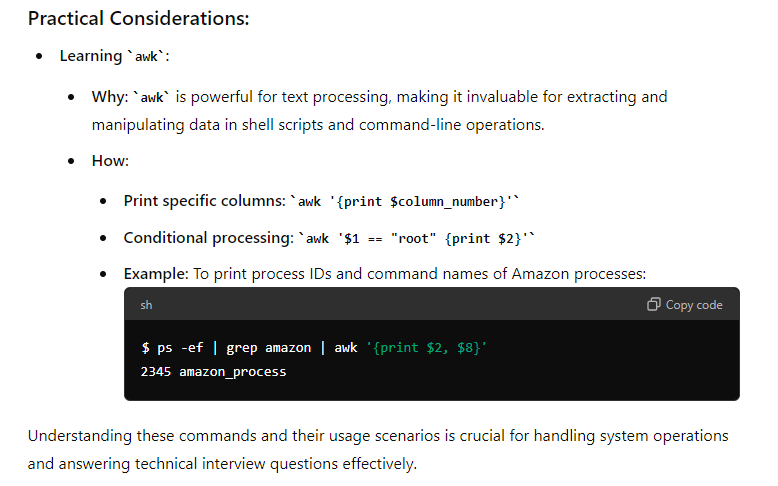 Practical Considerations:
• Learning `awk`:
• Why: `awk` is powerful for text processing, making it invaluable for extracting and
manipulating data in shell scripts and command-line operations.
• How:
• Print specific columns: `awk '{print $column_number}'`
• Conditional processing: `awk '$1 == "root" {print $2}'`
• Example: To print process IDs and command names of Amazon processes:
sh Copy code
$ ps -ef | grep amazon | awk '{print $2, $8}'
2345 amazon_process
Understanding these commands and their usage scenarios is crucial for handling system operations
and answering technical interview questions effectively.